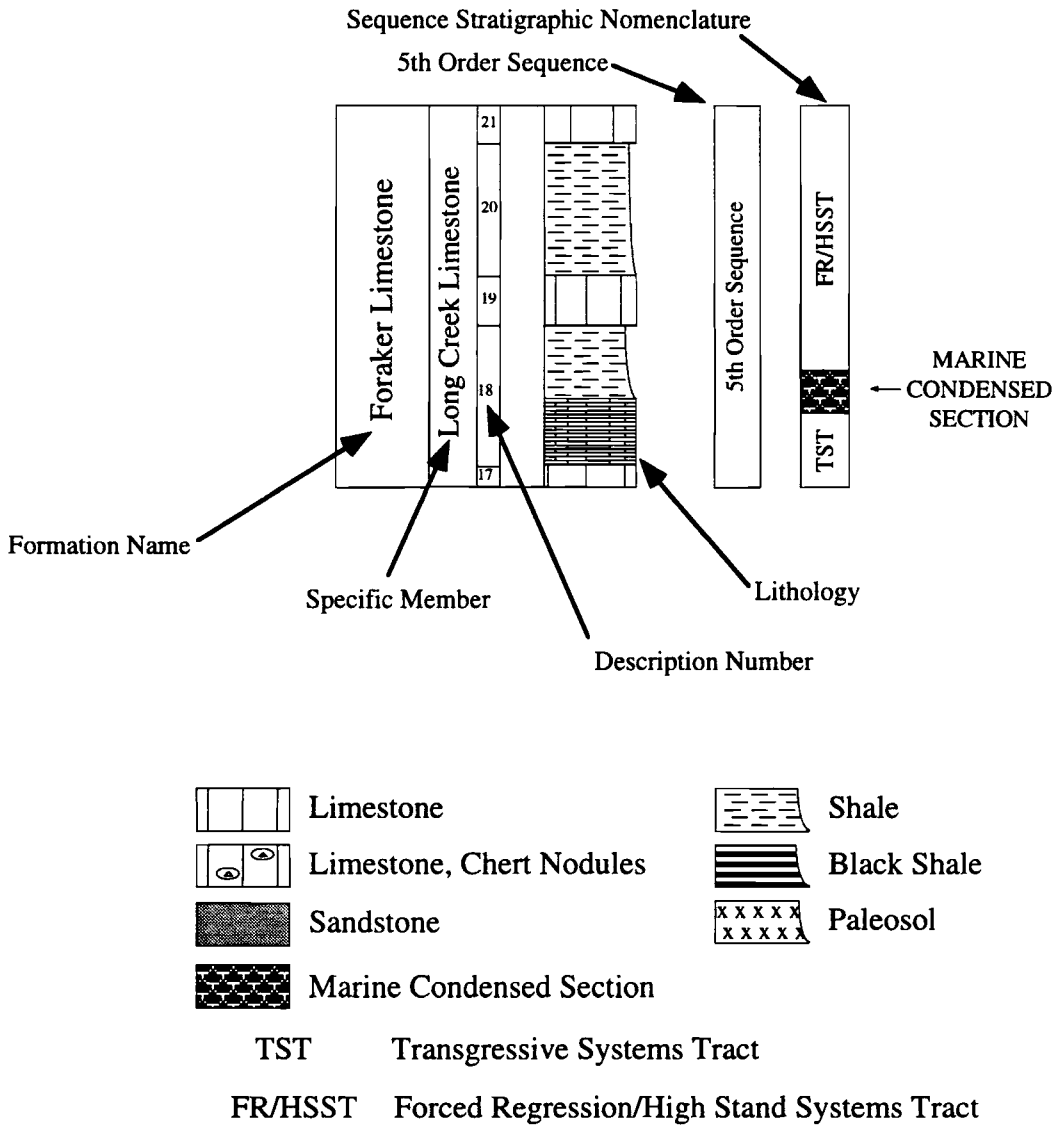 Sequence Stratigraphic Nomenclature
5th Order Sequence
Foraker Limestone
Long Creek Limestone
21
20
19
18
17
5th Order Sequence
FR/HSST
TST
MARINE
CONDENSED
SECTION
Formation Name
Specific Member
Lithology
Description Number
Limestone
Shale
Limestone, Chert Nodules
Black Shale
Sandstone
Paleosol
Marine Condensed Section
TST Transgressive Systems Tract
FR/HSST Forced Regression/High Stand Systems Tract